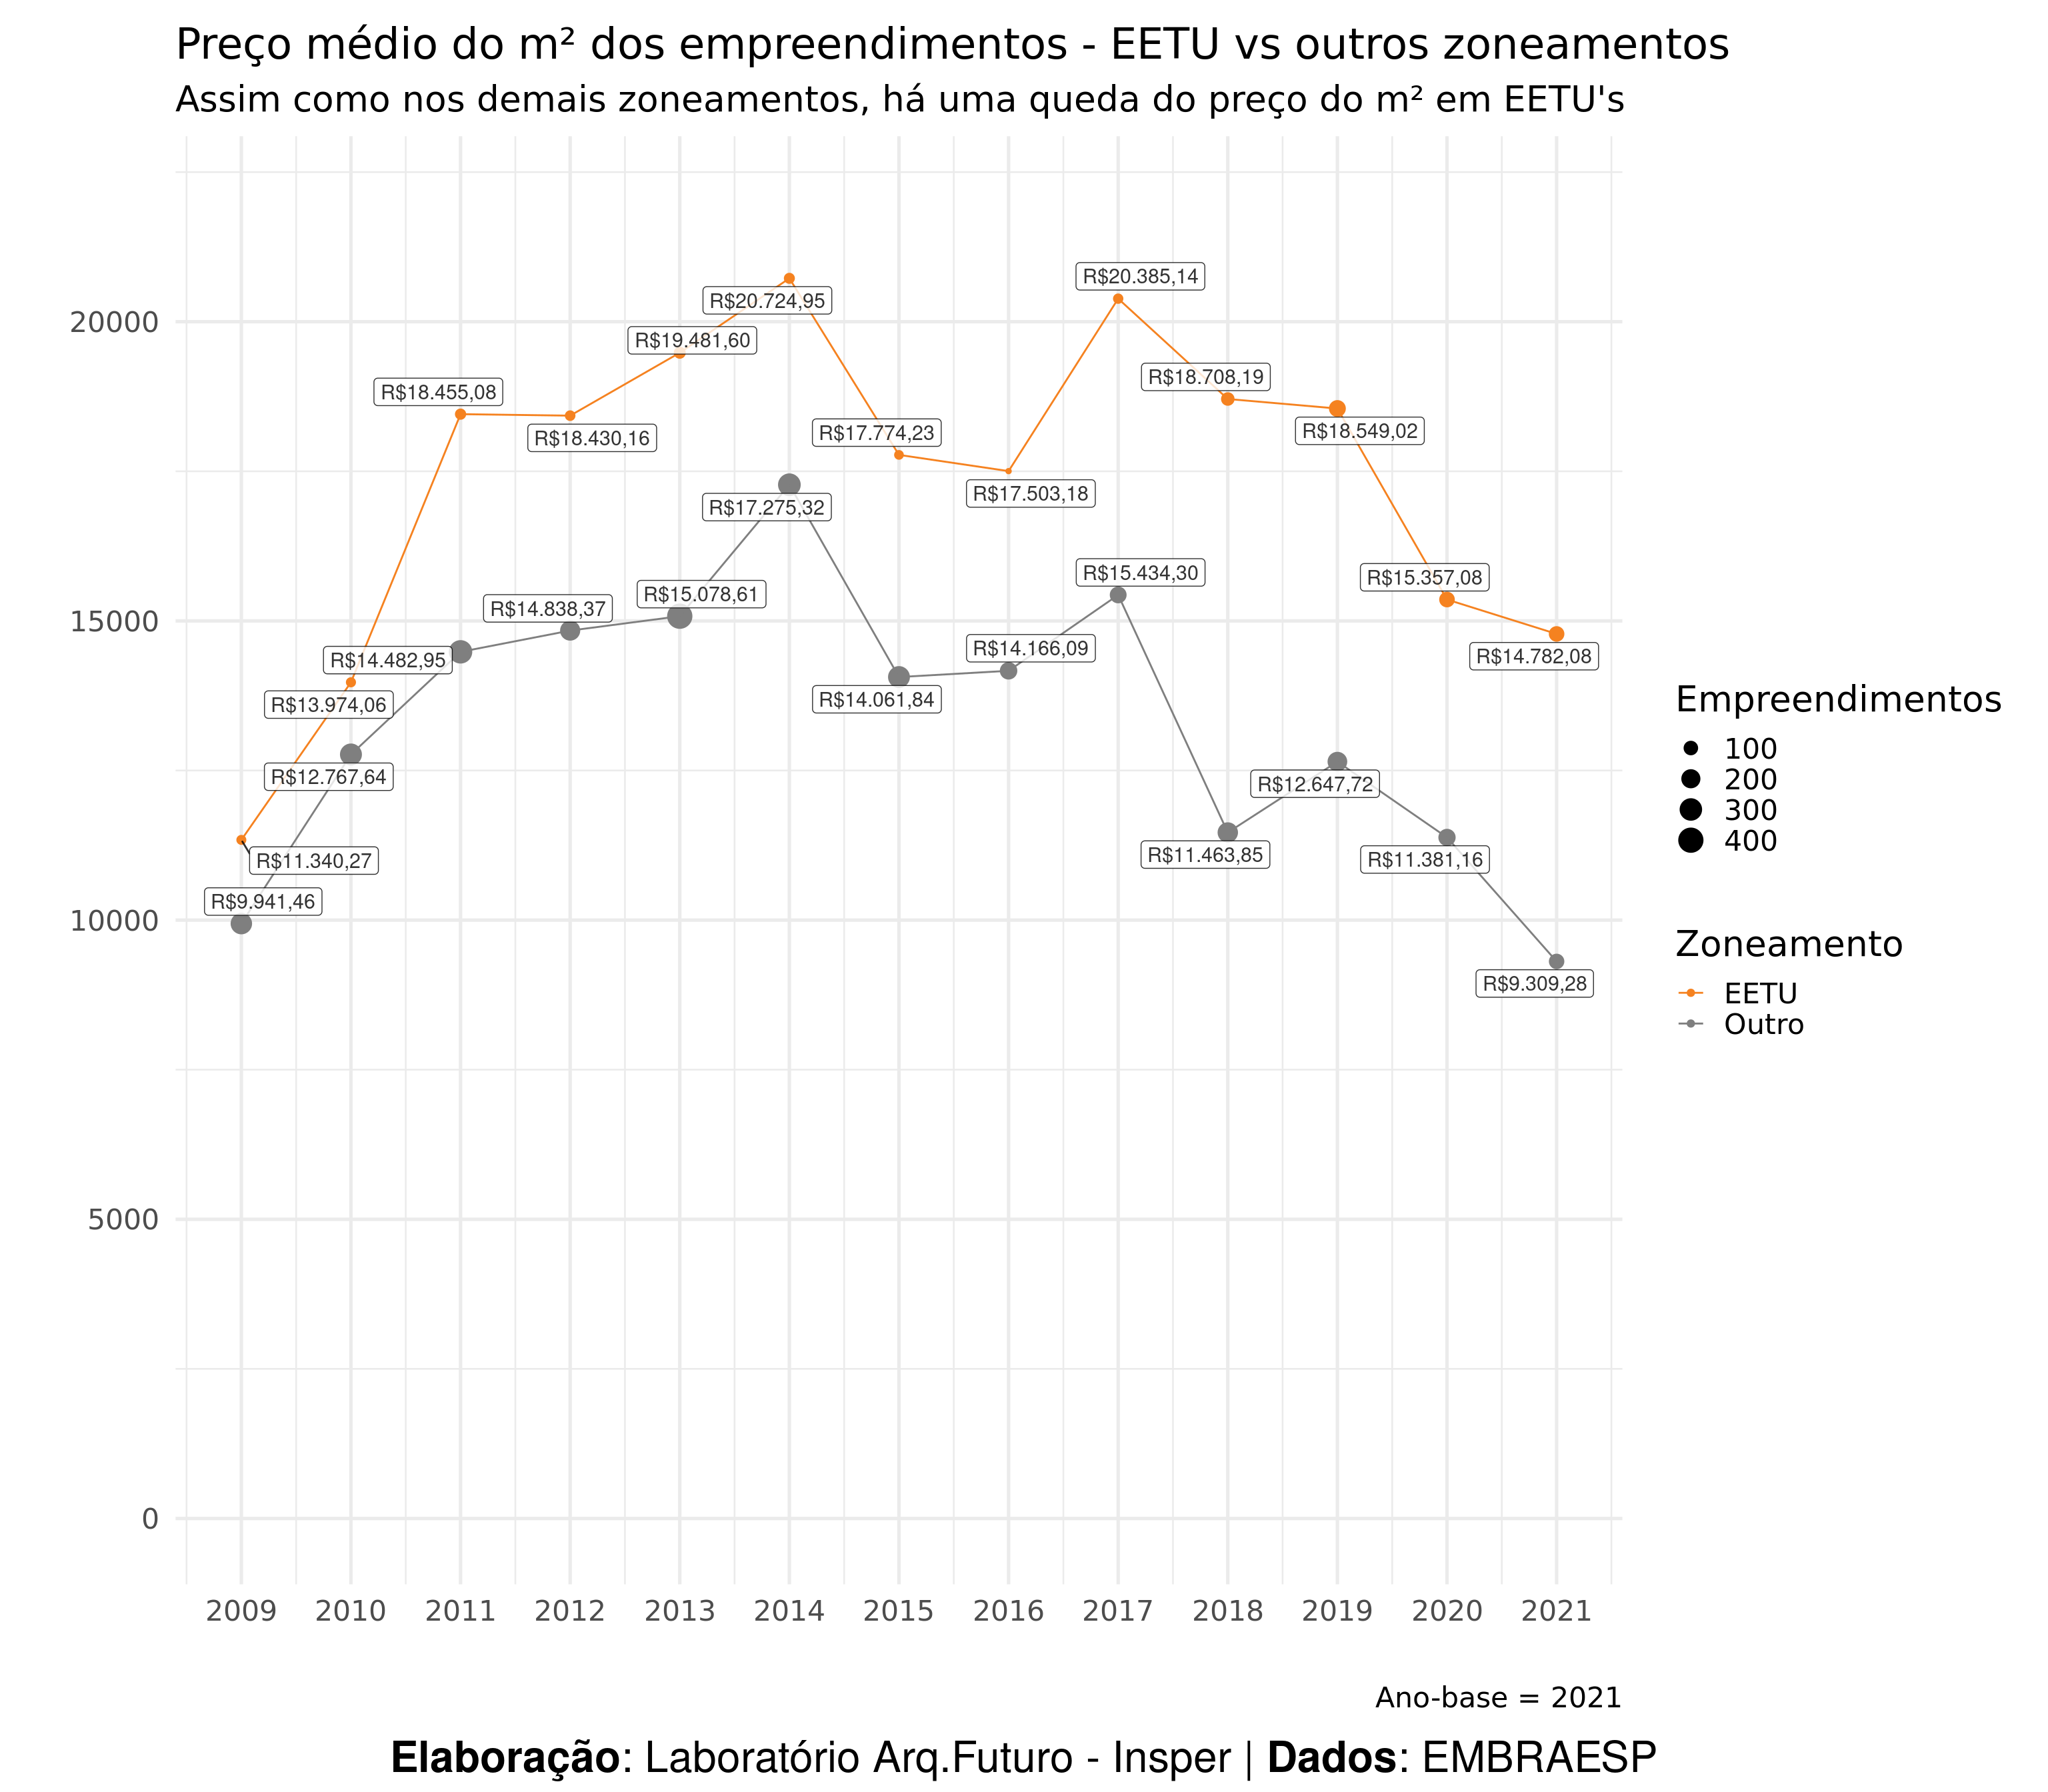 Preço médio do m² dos empreendimentos - EETU vs outros zoneamentos
Assim como nos demais zoneamentos, há uma queda do preço do m² em EETU's
20000
15000
10000
5000
0
R$20.385,14
R$20.724,95
R$19.481,60
R$18.708,19
R$18.455,08
R$18.549,02
R$17.774,23
R$18.430,16
R$17.503,18
R$17.275,32
R$15.434,30
R$15.357,08
R$15.078,61
R$14.838,37
R$14.166,09
R$14.782,08
R$14.482,95
R$14.061,84
R$13.974,06
R$12.767,64
R$12.647,72
R$11.463,85
R$11.381,16
R$11.340,27
R$9.941,46
R$9.309,28
2009 2010 2011 2012 2013 2014 2015 2016 2017 2018 2019 2020 2021
Empreendimentos
100
200
300
400
Zoneamento
EETU
Outro
Ano-base = 2021
Elaboração: Laboratório Arq.Futuro - Insper | Dados: EMBRAESP